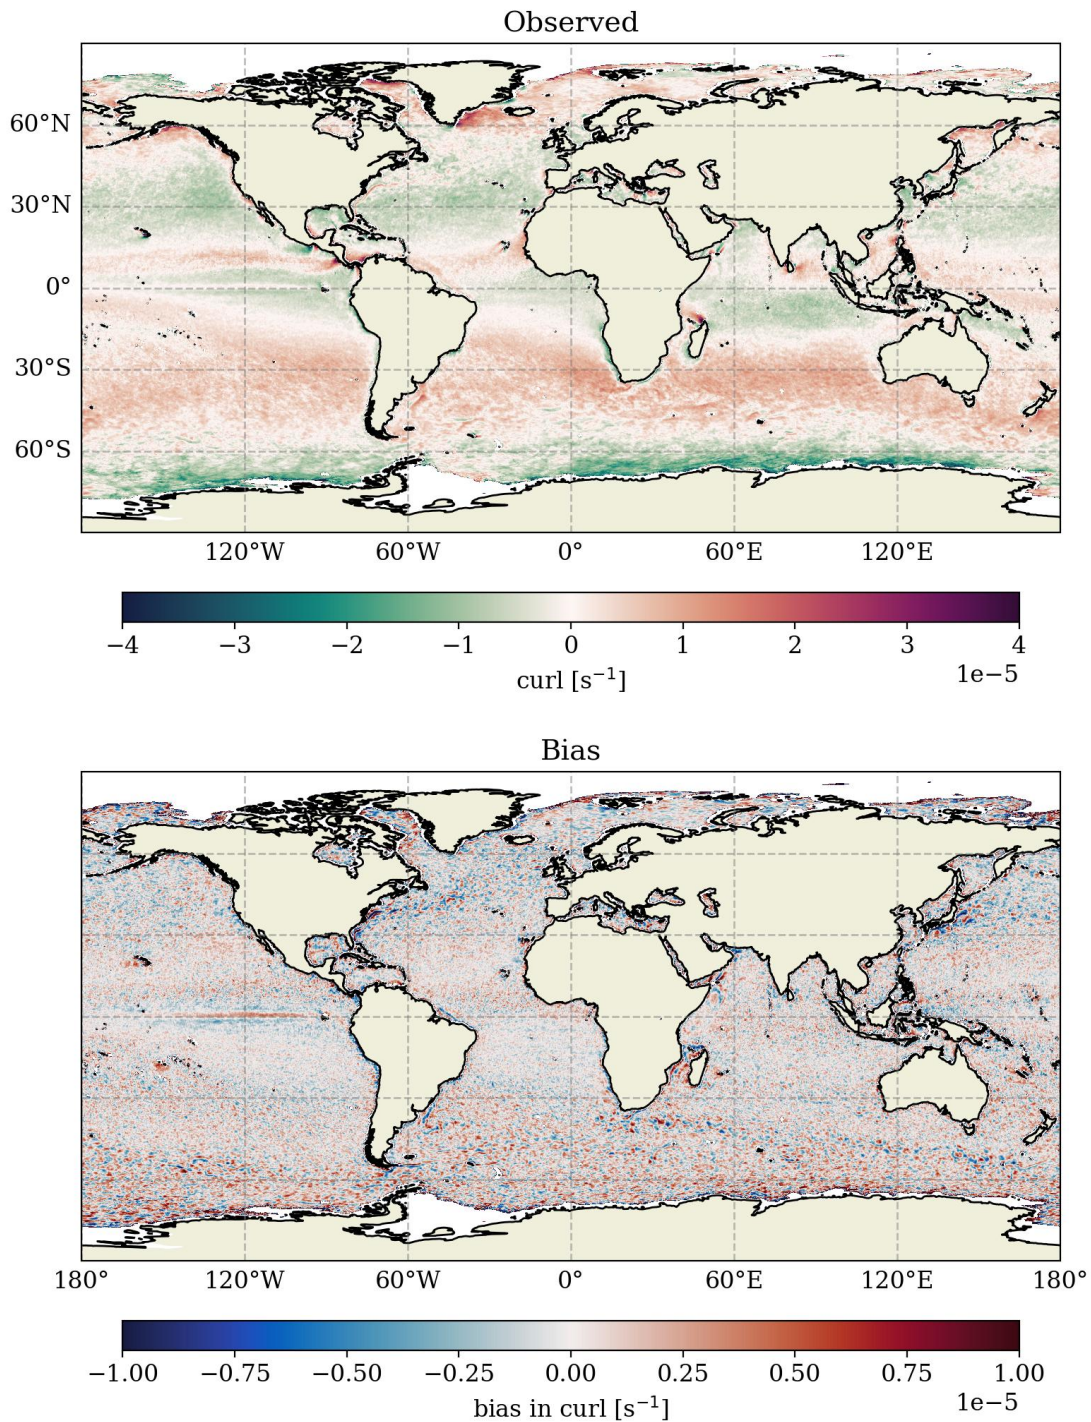 Observed
60°N
30°N
0°
30°S
60°S
120°W 60°W 0° 60°E 120°E
−4 −3 −2 −1 0 1 2 3 4
curl [s⁻¹]
1e−5
Bias
180° 120°W 60°W 0° 60°E 120°E 180°
−1.00 −0.75 −0.50 −0.25 0.00 0.25 0.50 0.75 1.00
bias in curl [s⁻¹]
1e−5